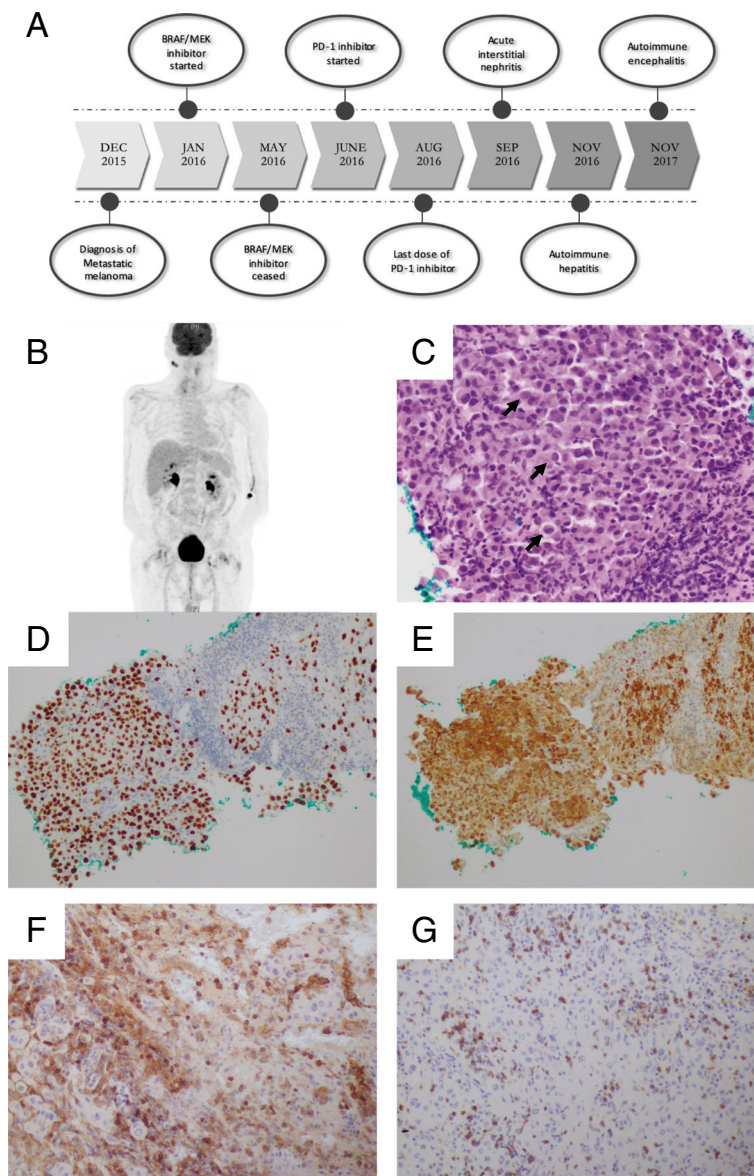 A
BRAF/MEK
inhibitor
started
PD-1 inhibitor
started
Acute
interstitial
nephritis
Autoimmune
encephalitis
DEC
2015
JAN
2016
MAY
2016
JUNE
2016
AUG
2016
SEP
2016
NOV
2016
NOV
2017
Diagnosis of
Metastatic
melanoma
BRAF/MEK
inhibitor
ceased
Last dose of
PD-1 inhibitor
Autoimmune
hepatitis
B
C
D
E
F
G